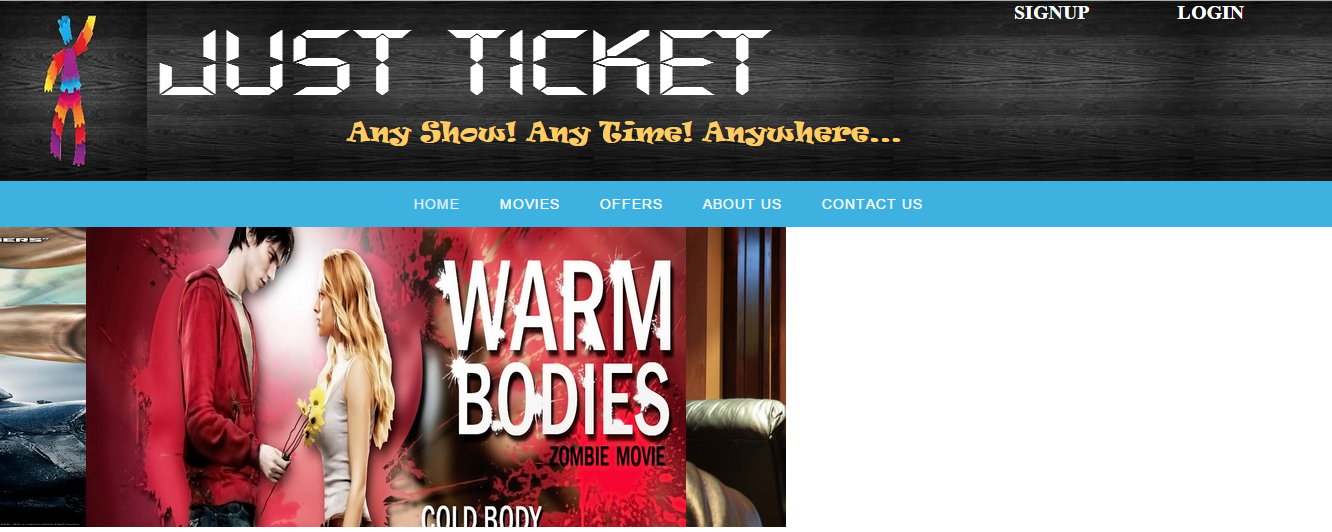 SIGNUP LOGIN
JUST TICKET
Any Show! Any Time! Anywhere...
HOME MOVIES OFFERS ABOUT US CONTACT US
ERS"
WARM
BODIES
ZOMBIE MOVIE
COLD BODY